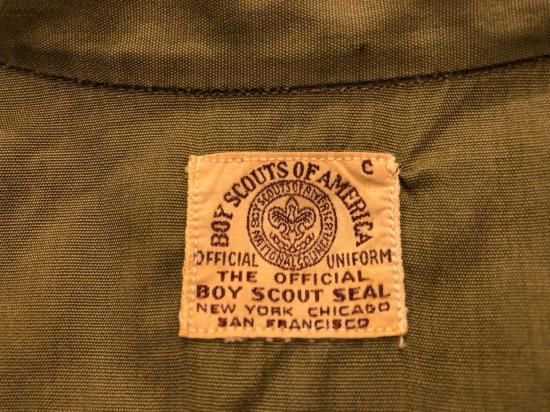 C
BOY SCOUTS OF AMERICA
BOY SCOUTS OF AMERICA
NATIONAL COUNCIL
OFFICIAL UNIFORM
THE OFFICIAL
BOY SCOUT SEAL
NEW YORK CHICAGO
SAN FRANCISCO